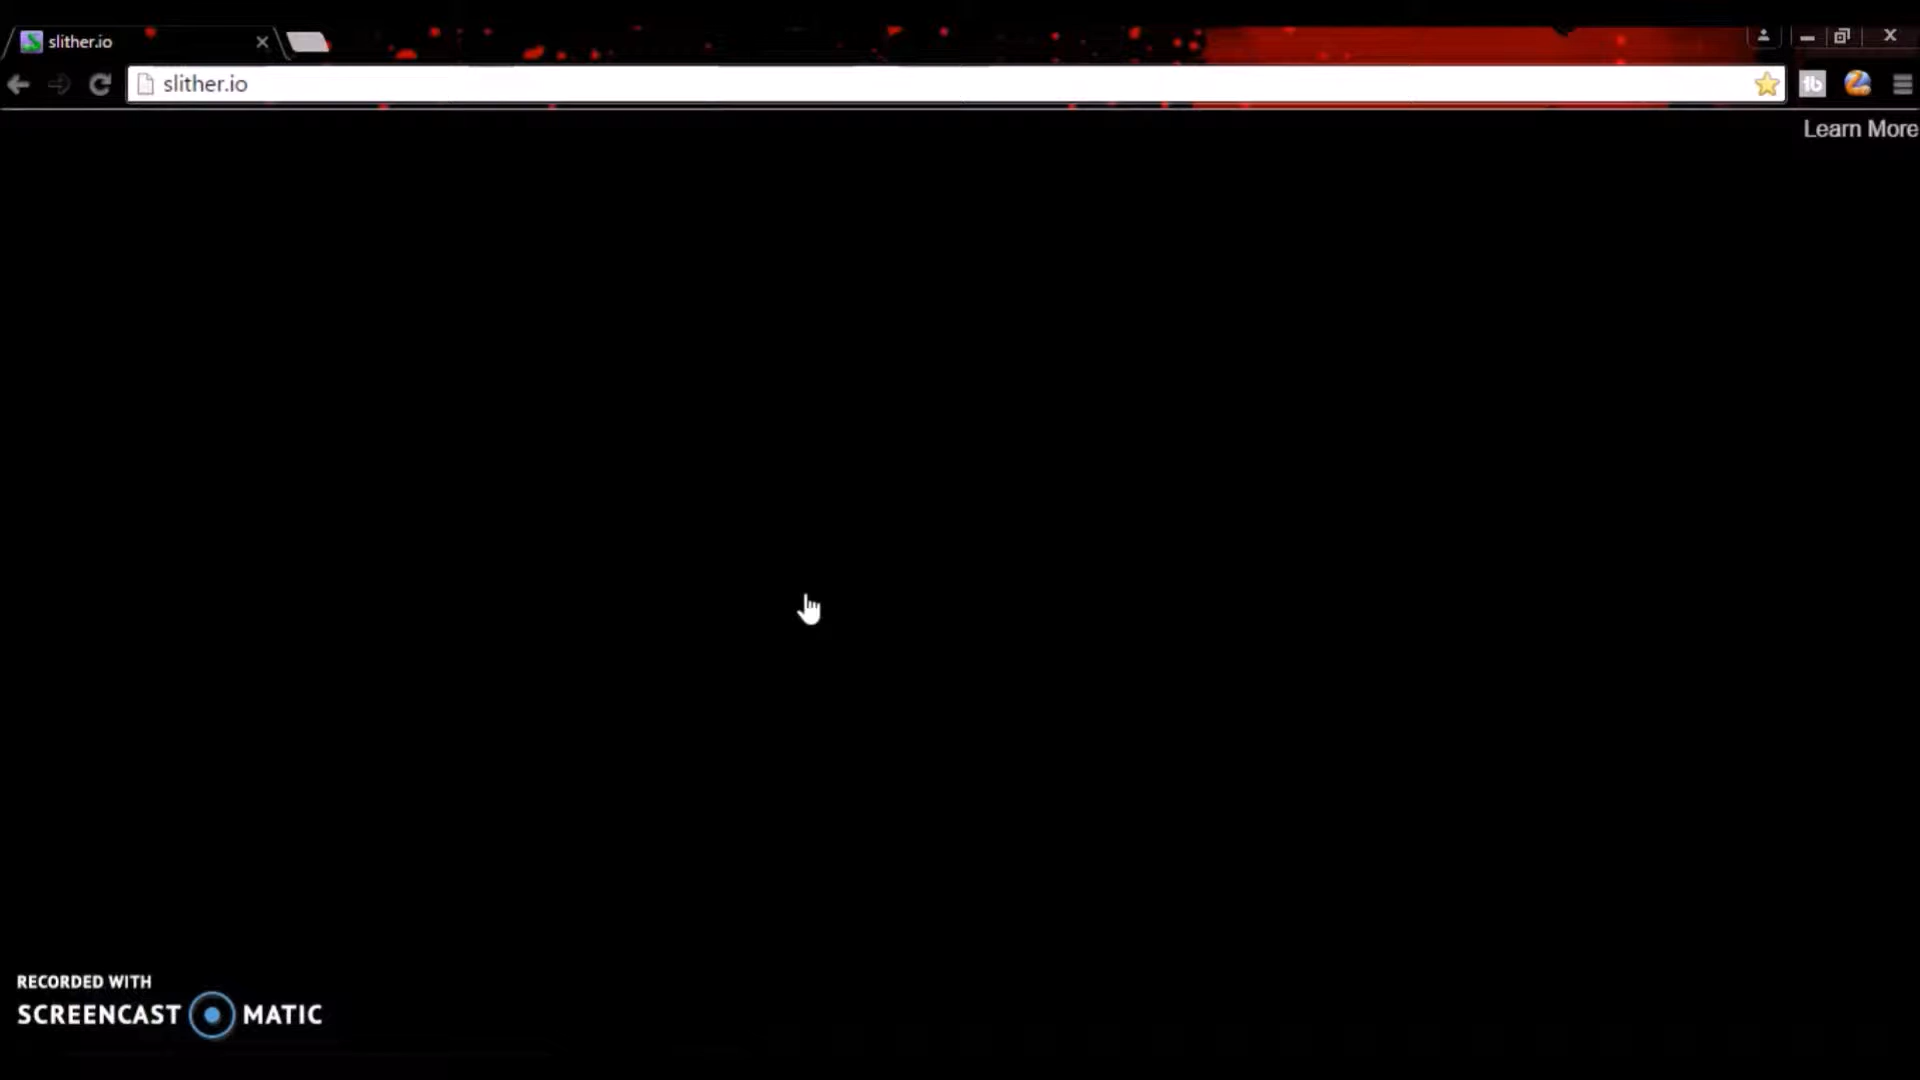 slither.io
slither.io
Learn More
RECORDED WITH
SCREENCAST MATIC